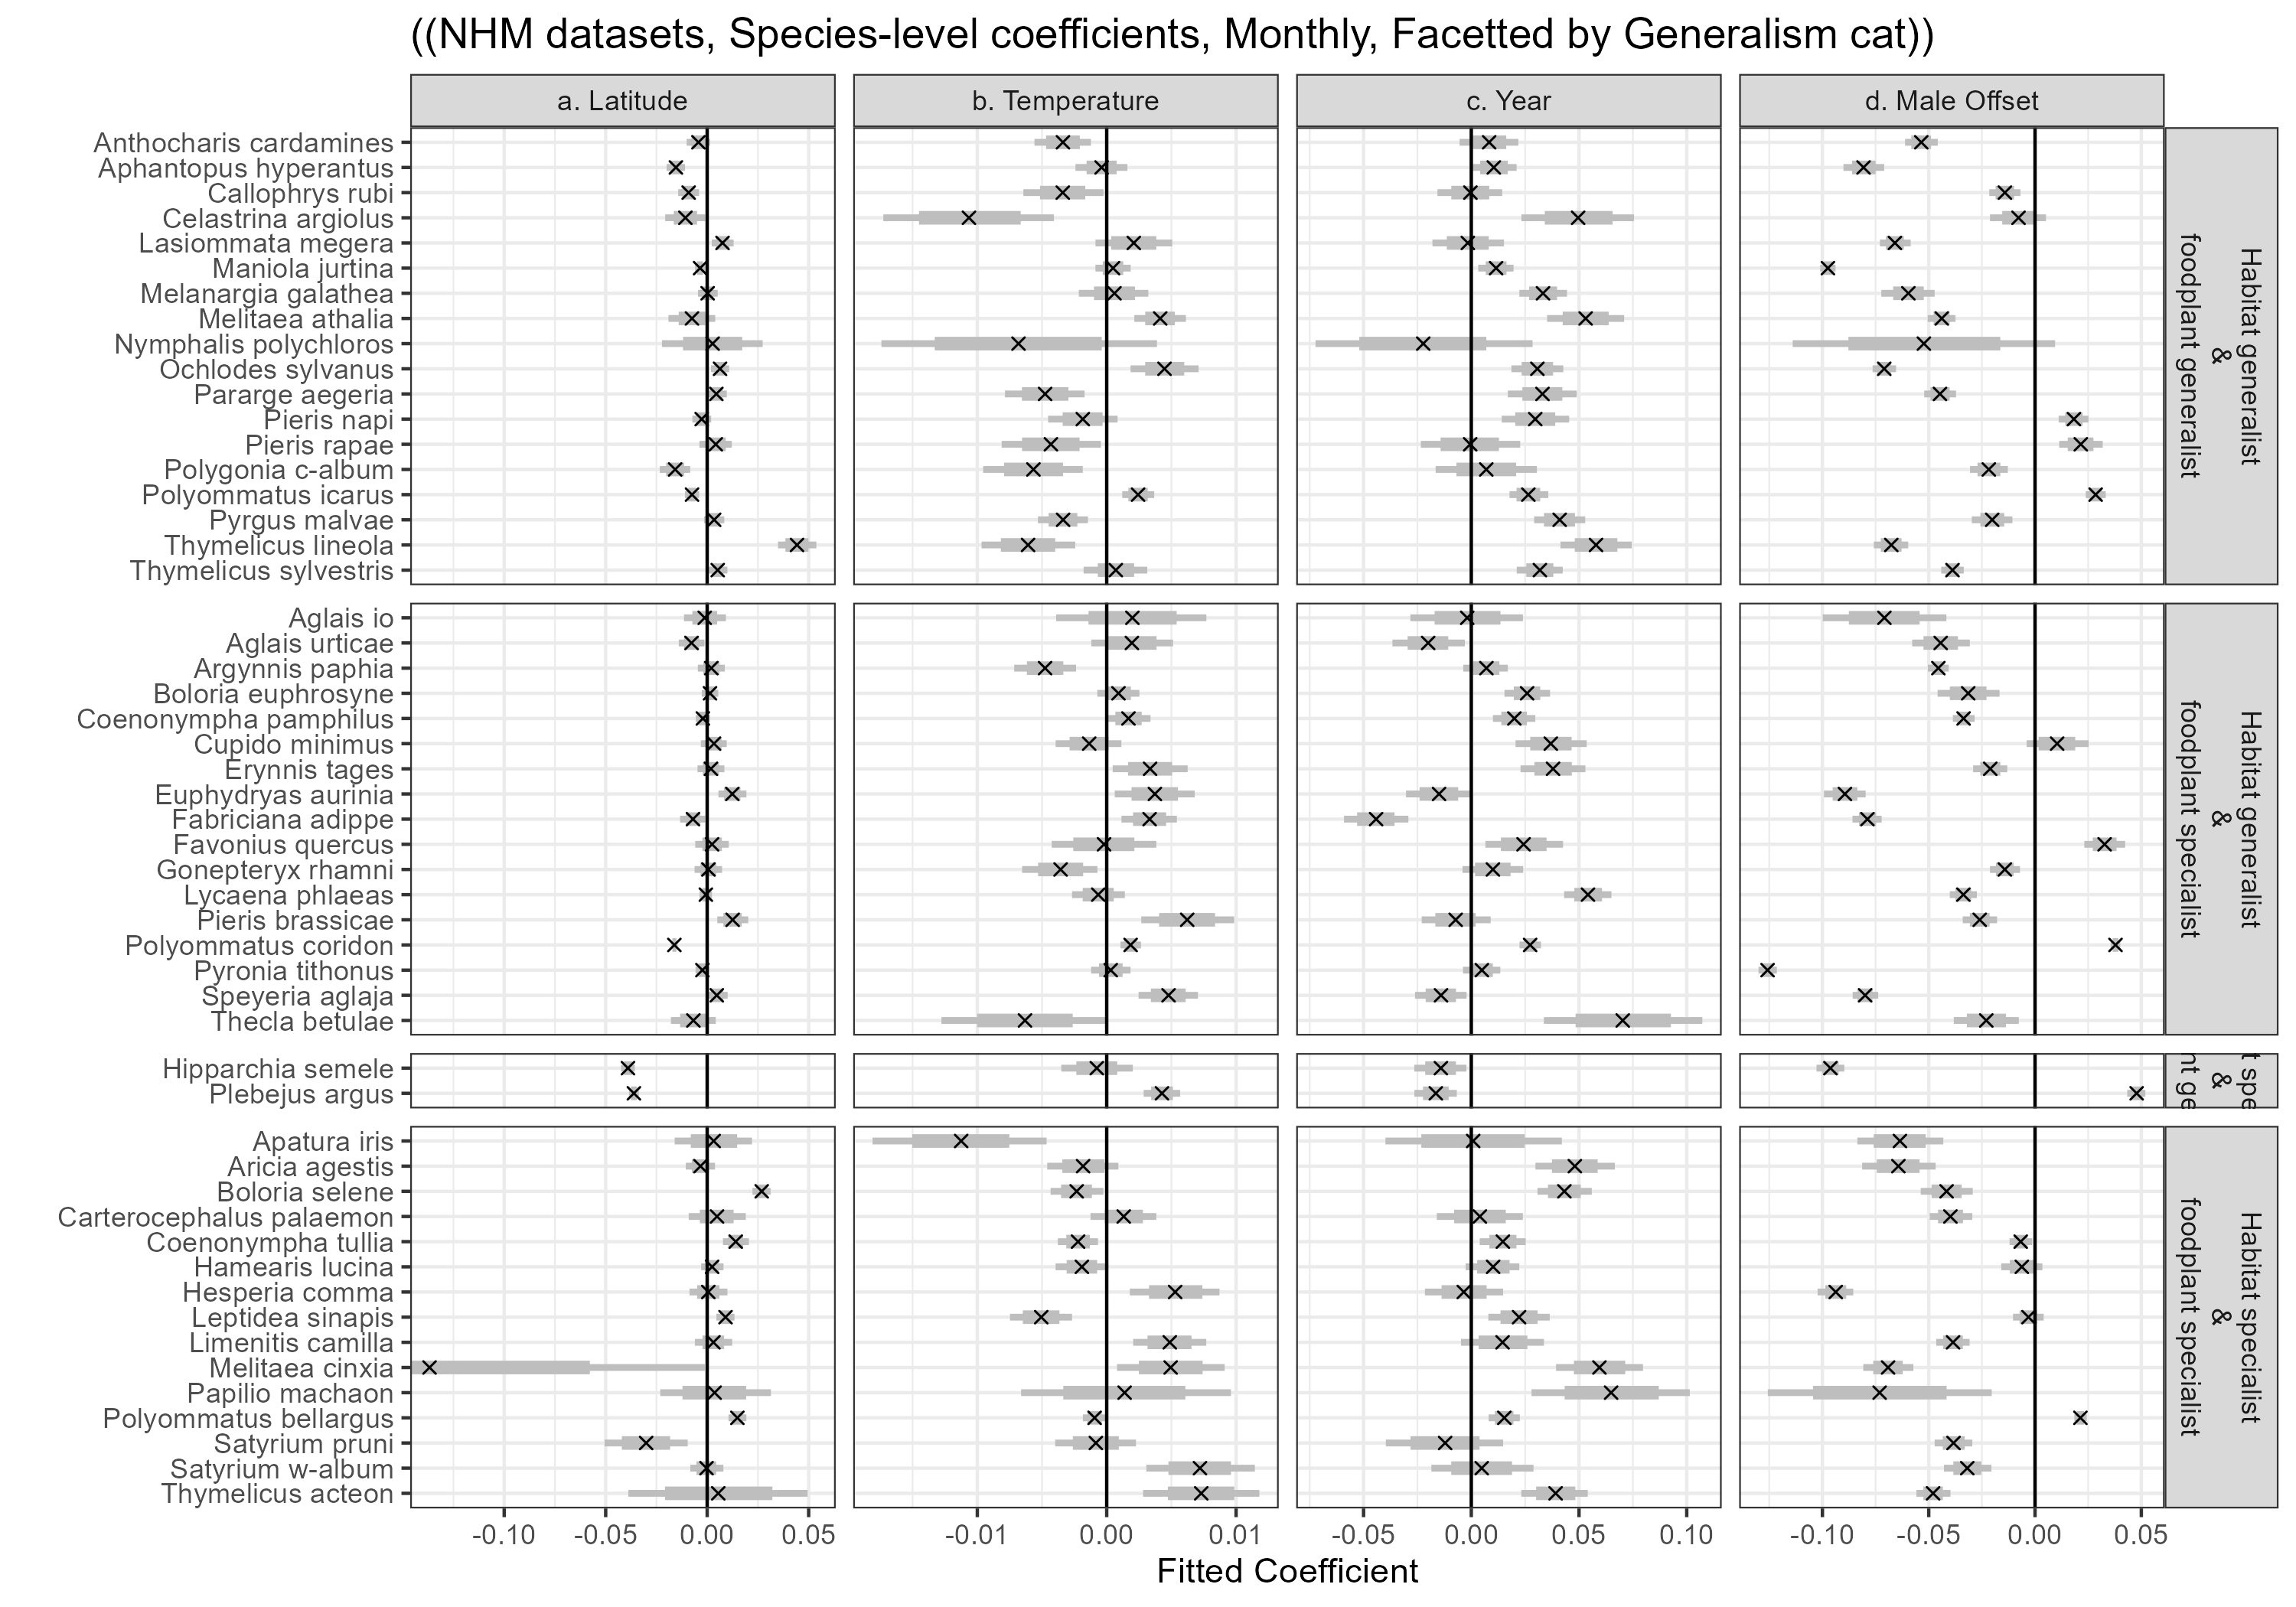 ((NHM datasets, Species-level coefficients, Monthly, Facetted by Generalism cat))
a. Latitude
b. Temperature
c. Year
d. Male Offset
Anthocharis cardamines
Aphantopus hyperantus
Callophrys rubi
Celastrina argiolus
Lasiommata megera
Maniola jurtina
Melanargia galathea
Melitaea athalia
Nymphalis polychloros
Ochlodes sylvanus
Pararge aegeria
Pieris napi
Pieris rapae
Polygonia c-album
Polyommatus icarus
Pyrgus malvae
Thymelicus lineola
Thymelicus sylvestris
Habitat generalist
&
foodplant generalist
Aglais io
Aglais urticae
Argynnis paphia
Boloria euphrosyne
Coenonympha pamphilus
Cupido minimus
Erynnis tages
Euphydryas aurinia
Fabriciana adippe
Favonius quercus
Gonepteryx rhamni
Lycaena phlaeas
Pieris brassicae
Polyommatus coridon
Pyronia tithonus
Speyeria aglaja
Thecla betulae
Habitat generalist
&
foodplant specialist
Hipparchia semele
Plebejus argus
t spe
&
nt ge
Apatura iris
Aricia agestis
Boloria selene
Carterocephalus palaemon
Coenonympha tullia
Hamearis lucina
Hesperia comma
Leptidea sinapis
Limenitis camilla
Melitaea cinxia
Papilio machaon
Polyommatus bellargus
Satyrium pruni
Satyrium w-album
Thymelicus acteon
Habitat specialist
&
foodplant specialist
-0.10 -0.05 0.00 0.05
-0.01 0.00 0.01
-0.05 0.00 0.05 0.10
-0.10 -0.05 0.00 0.05
Fitted Coefficient